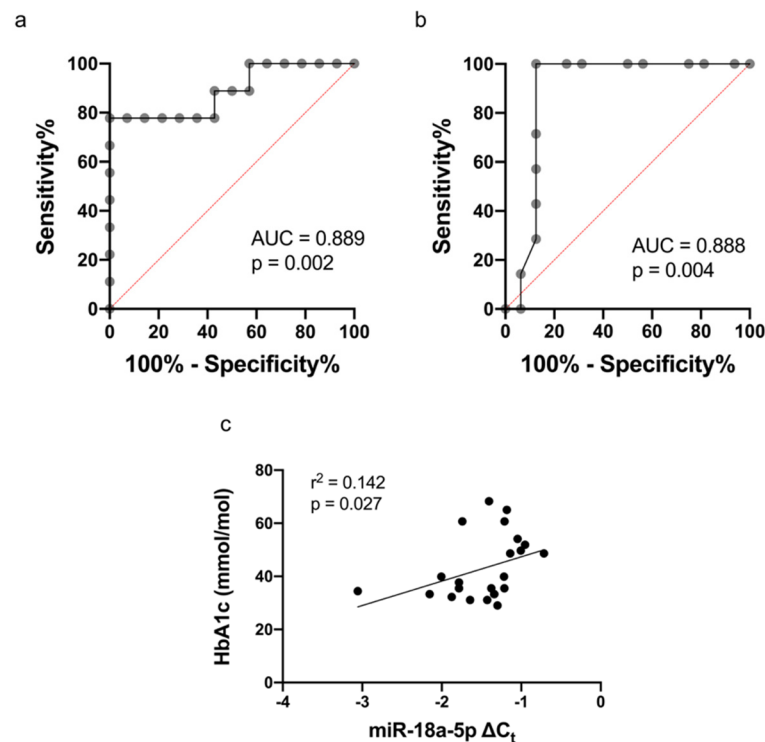 a
100
80
60
40
20
0
Sensitivity%
AUC = 0.889
p = 0.002
0 20 40 60 80 100
100% - Specificity%
b
100
80
60
40
20
0
Sensitivity%
AUC = 0.888
p = 0.004
0 20 40 60 80 100
100% - Specificity%
c
80
60
40
20
0
HbA1c (mmol/mol)
r² = 0.142
p = 0.027
-4 -3 -2 -1 0
miR-18a-5p ΔCt